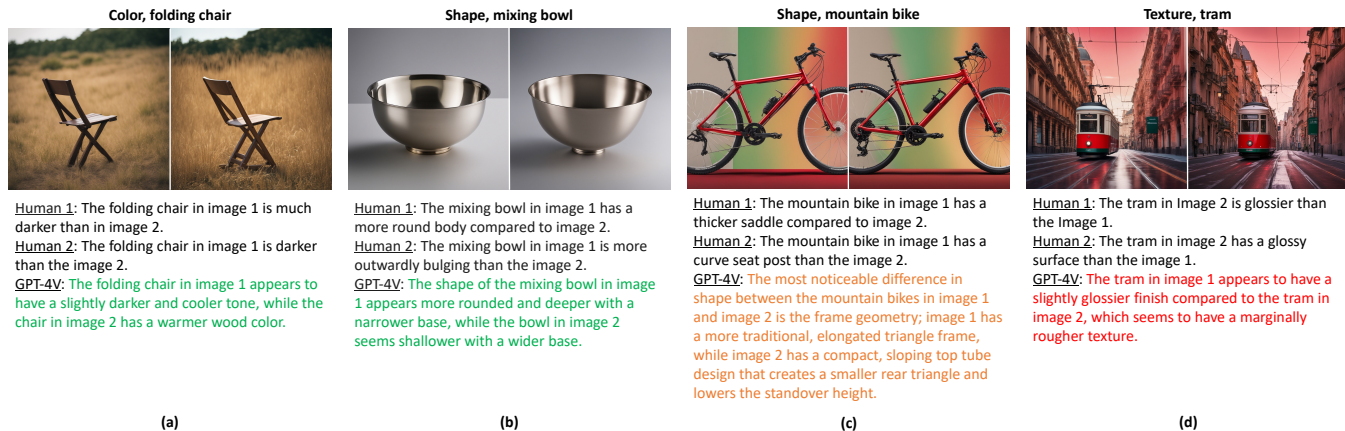 Color, folding chair
Human 1: The folding chair in image 1 is much
darker than in image 2.
Human 2: The folding chair in image 1 is darker
than the image 2.
GPT-4V: The folding chair in image 1 appears to
have a slightly darker and cooler tone, while the
chair in image 2 has a warmer wood color.
(a)
Shape, mixing bowl
Human 1: The mixing bowl in image 1 has a
more round body compared to image 2.
Human 2: The mixing bowl in image 1 is more
outwardly bulging than the image 2.
GPT-4V: The shape of the mixing bowl in image
1 appears more rounded and deeper with a
narrower base, while the bowl in image 2
seems shallower with a wider base.
(b)
Shape, mountain bike
Human 1: The mountain bike in image 1 has a
thicker saddle compared to image 2.
Human 2: The mountain bike in image 1 has a
curve seat post than the image 2.
GPT-4V: The most noticeable difference in
shape between the mountain bikes in image 1
and image 2 is the frame geometry; image 1 has
a more traditional, elongated triangle frame,
while image 2 has a compact, sloping top tube
design that creates a smaller rear triangle and
lowers the standover height.
(c)
Texture, tram
Human 1: The tram in Image 2 is glossier than
the Image 1.
Human 2: The tram in image 2 has a glossy
surface than the image 1.
GPT-4V: The tram in image 1 appears to have a
slightly glossier finish compared to the tram in
image 2, which seems to have a marginally
rougher texture.
(d)